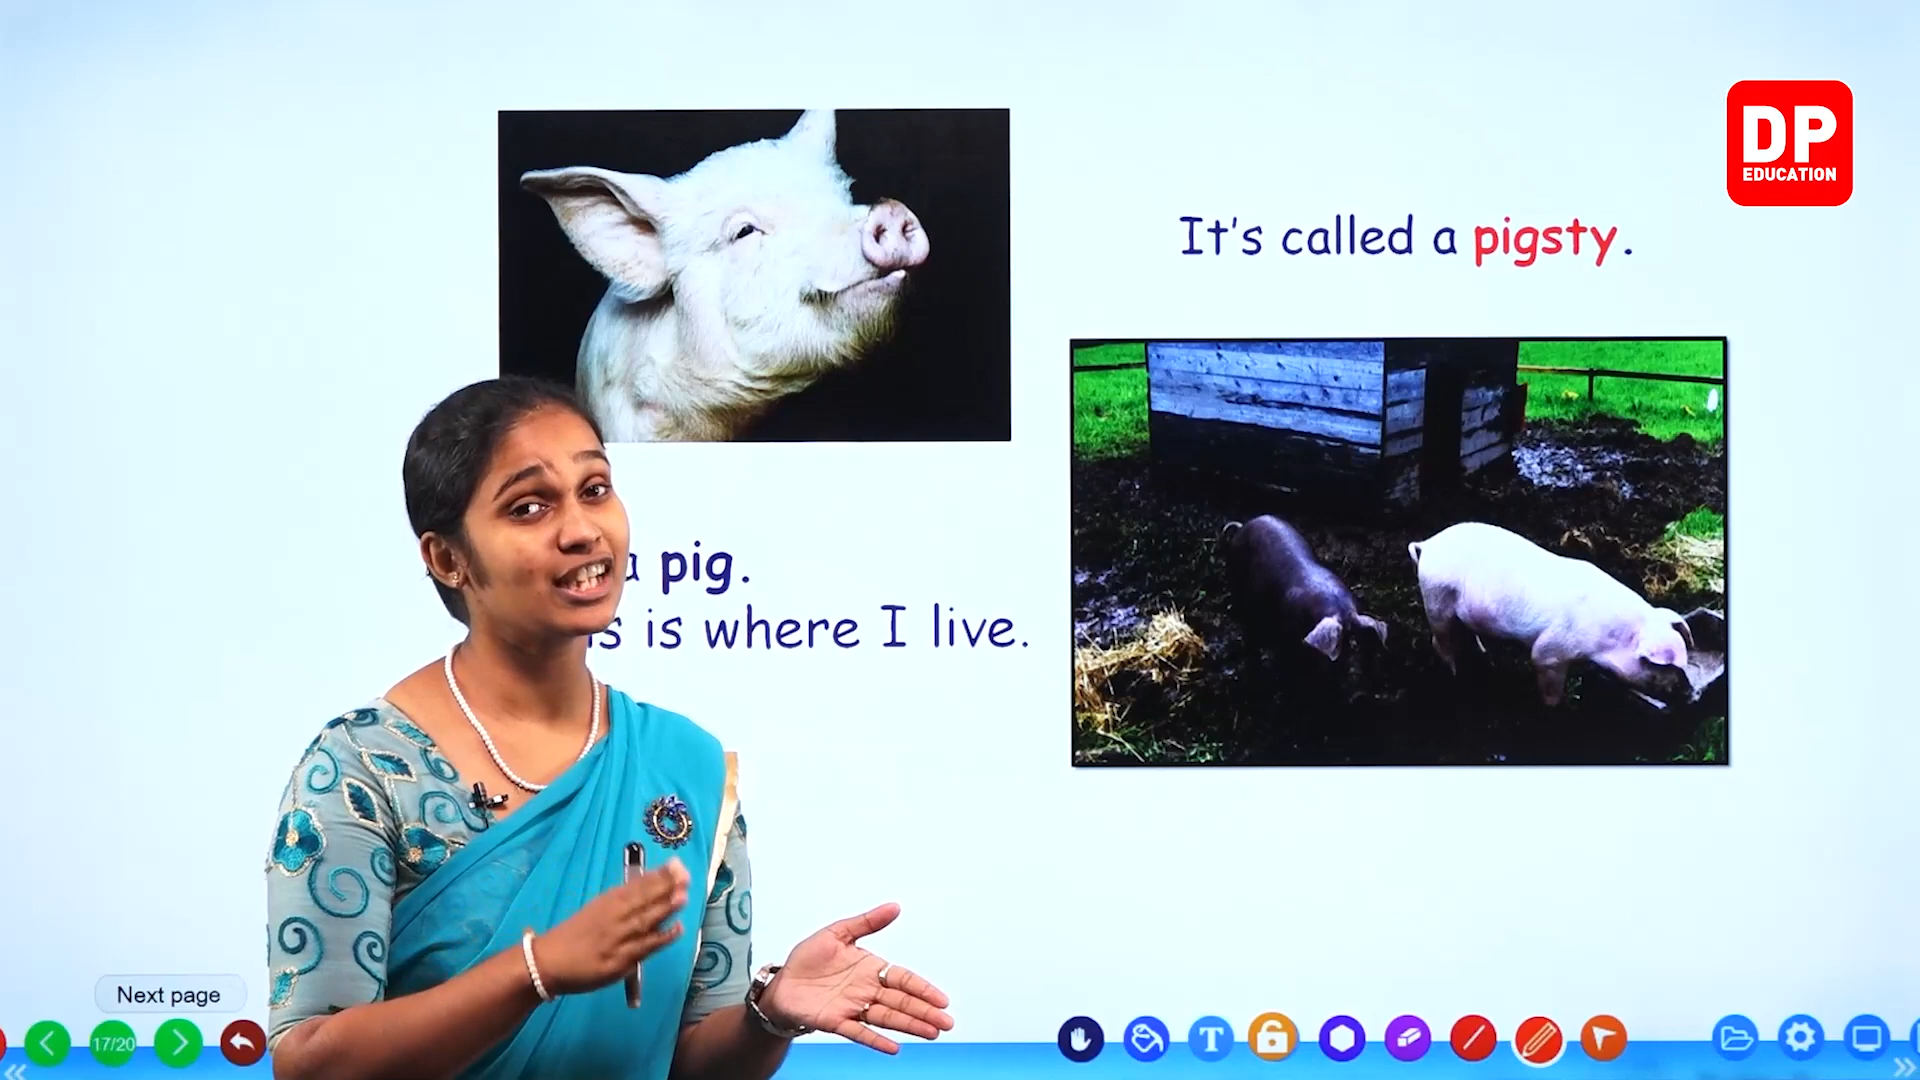 DP
EDUCATION
It's called a pigsty.
a pig.
is where I live.
Next page
17/20
T